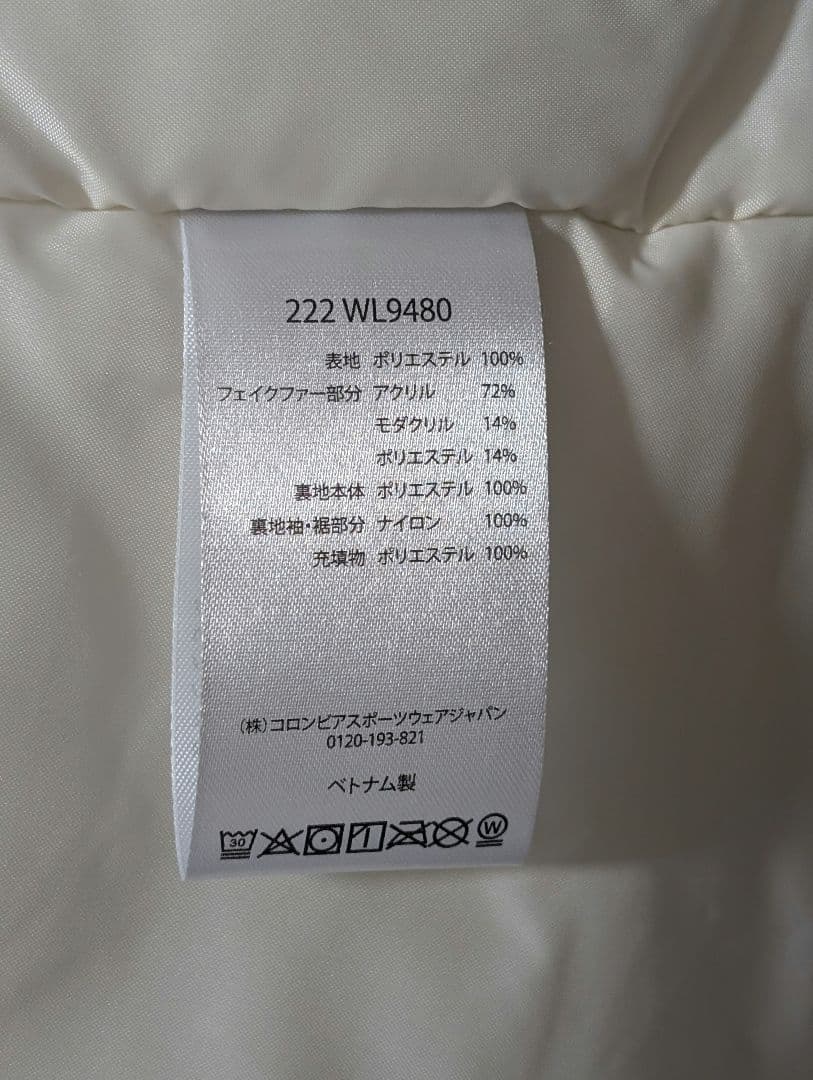 222 WL9480
表地 ポリエステル 100%
フェイクファー部分 アクリル 72%
モダクリル 14%
ポリエステル 14%
裏地本体 ポリエステル 100%
裏地袖・裾部分 ナイロン 100%
充填物 ポリエステル 100%
(株)コロンビアスポーツウェアジャパン
0120-193-821
ベトナム製
30 W